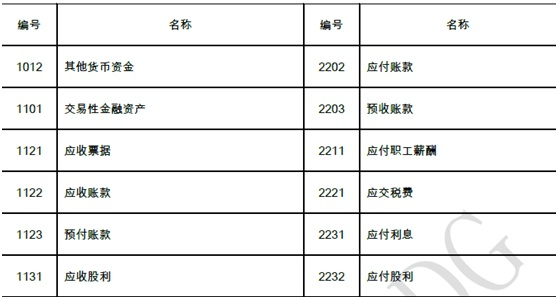 编号 名称 编号 名称
1012 其他货币资金 2202 应付账款
1101 交易性金融资产 2203 预收账款
1121 应收票据 2211 应付职工薪酬
1122 应收账款 2221 应交税费
1123 预付账款 2231 应付利息
1131 应收股利 2232 应付股利
DG